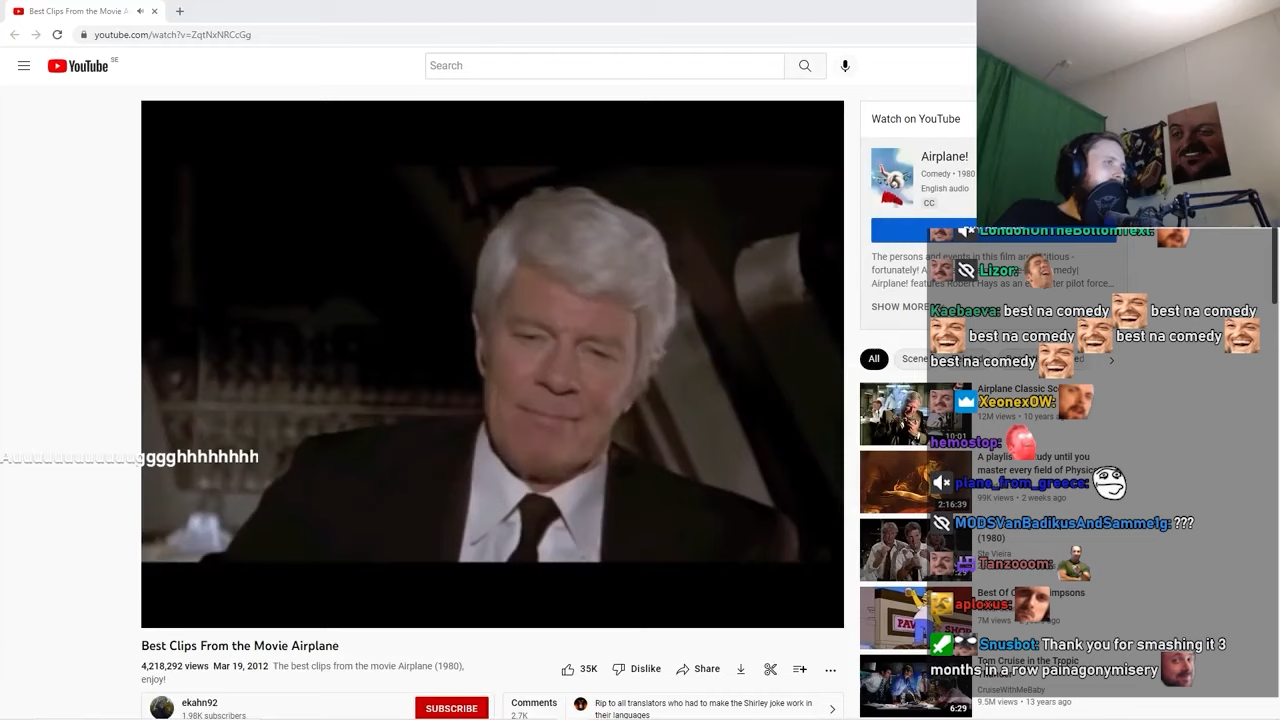 Best Clips From the Movie A
youtube.com/watch?v=ZqtNxNRCcGg
YouTube SE
Search
Watch on YouTube
Airplane!
Comedy • 1980
English audio
CC
The persons and events in this film are
fortunately! A
Airplane! features Robert Hays as an
ter pilot force...
SHOW MORE
All
Scene
LondonOnTheBottomText:
Lizor:
Kaebaeva: best na comedy best na comedy
best na comedy best na comedy
best na comedy
Airplane Classic Sc
XeonexOW:
12M views • 10 years
10:01
hemostop:
A playlis
udy until you
master every field of Physic
plane_from_greece:
99K views • 2 weeks ago
2:16:39
MODSVanBadikusAndSamme1g: ???
(1980)
Ste Vieira
Tanzooom:
Best Of
impsons
aploxus:
7M views
Snusbot: Thank you for smashing it 3
months in a row painagonymisery
Tom Cruise in the Tropic
CruiseWithMeBaby
9.5M views • 13 years ago
6:29
gggghhhhhhhh
Best Clips From the Movie Airplane
4,218,292 views Mar 19, 2012 The best clips from the movie Airplane (1980),
enjoy!
35K
Dislike
Share
ekahn92
1.98K subscribers
SUBSCRIBE
Comments
2.7K
Rip to all translators who had to make the Shirley joke work in
their languages